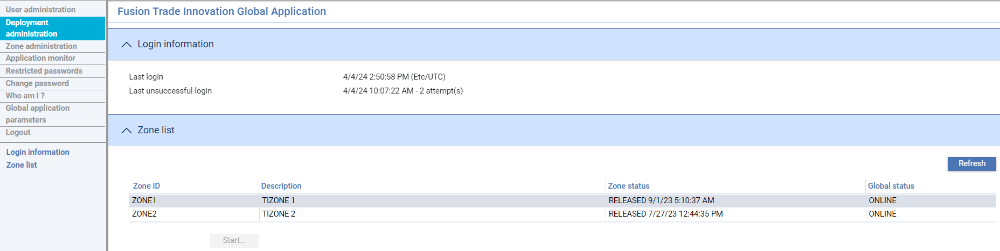 User administration
Deployment
administration
Zone administration
Application monitor
Restricted passwords
Change password
Who am I ?
Global application
parameters
Logout
Login information
Zone list
Fusion Trade Innovation Global Application
Login information
Last login 4/4/24 2:50:58 PM (Etc/UTC)
Last unsuccessful login 4/4/24 10:07:22 AM - 2 attempt(s)
Zone list
Refresh
Zone ID Description Zone status Global status
ZONE1 TIZONE 1 RELEASED 9/1/23 5:10:37 AM ONLINE
ZONE2 TIZONE 2 RELEASED 7/27/23 12:44:35 PM ONLINE
Start...